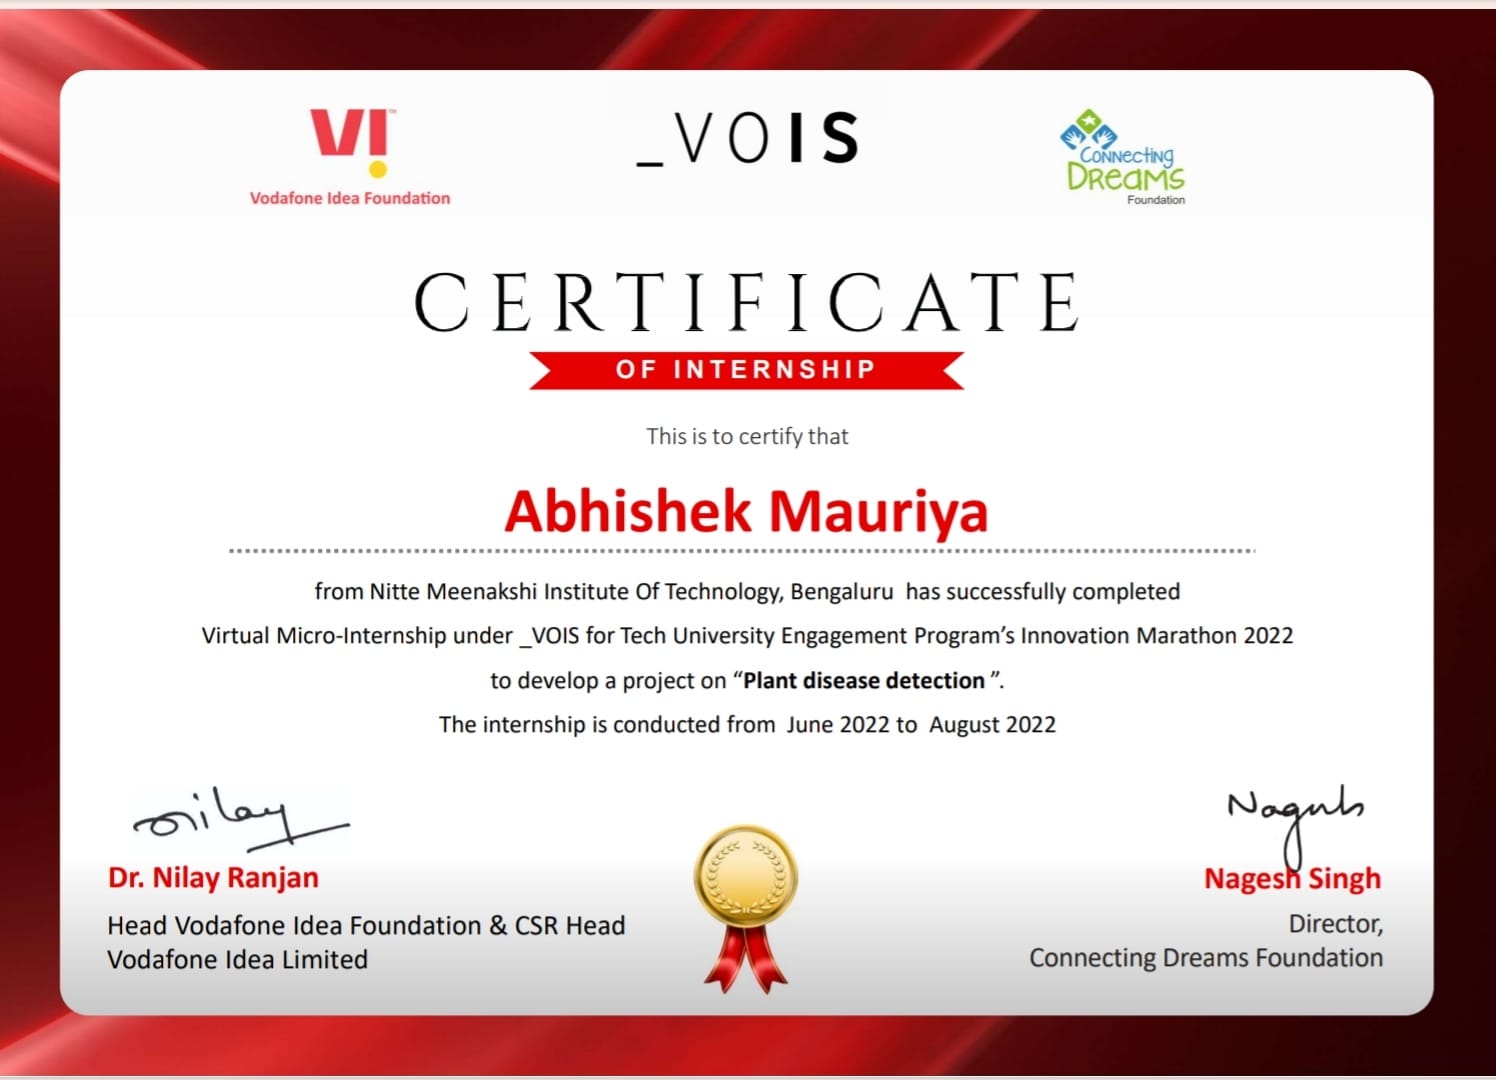 VI™
Vodafone Idea Foundation
_VOIS
Connecting
Dreams
Foundation
CERTIFICATE
OF INTERNSHIP
This is to certify that
Abhishek Mauriya
from Nitte Meenakshi Institute Of Technology, Bengaluru has successfully completed
Virtual Micro-Internship under _VOIS for Tech University Engagement Program’s Innovation Marathon 2022
to develop a project on “Plant disease detection ”.
The internship is conducted from June 2022 to August 2022
Nilay
Dr. Nilay Ranjan
Head Vodafone Idea Foundation & CSR Head
Vodafone Idea Limited
Nagesh Singh
Director,
Connecting Dreams Foundation